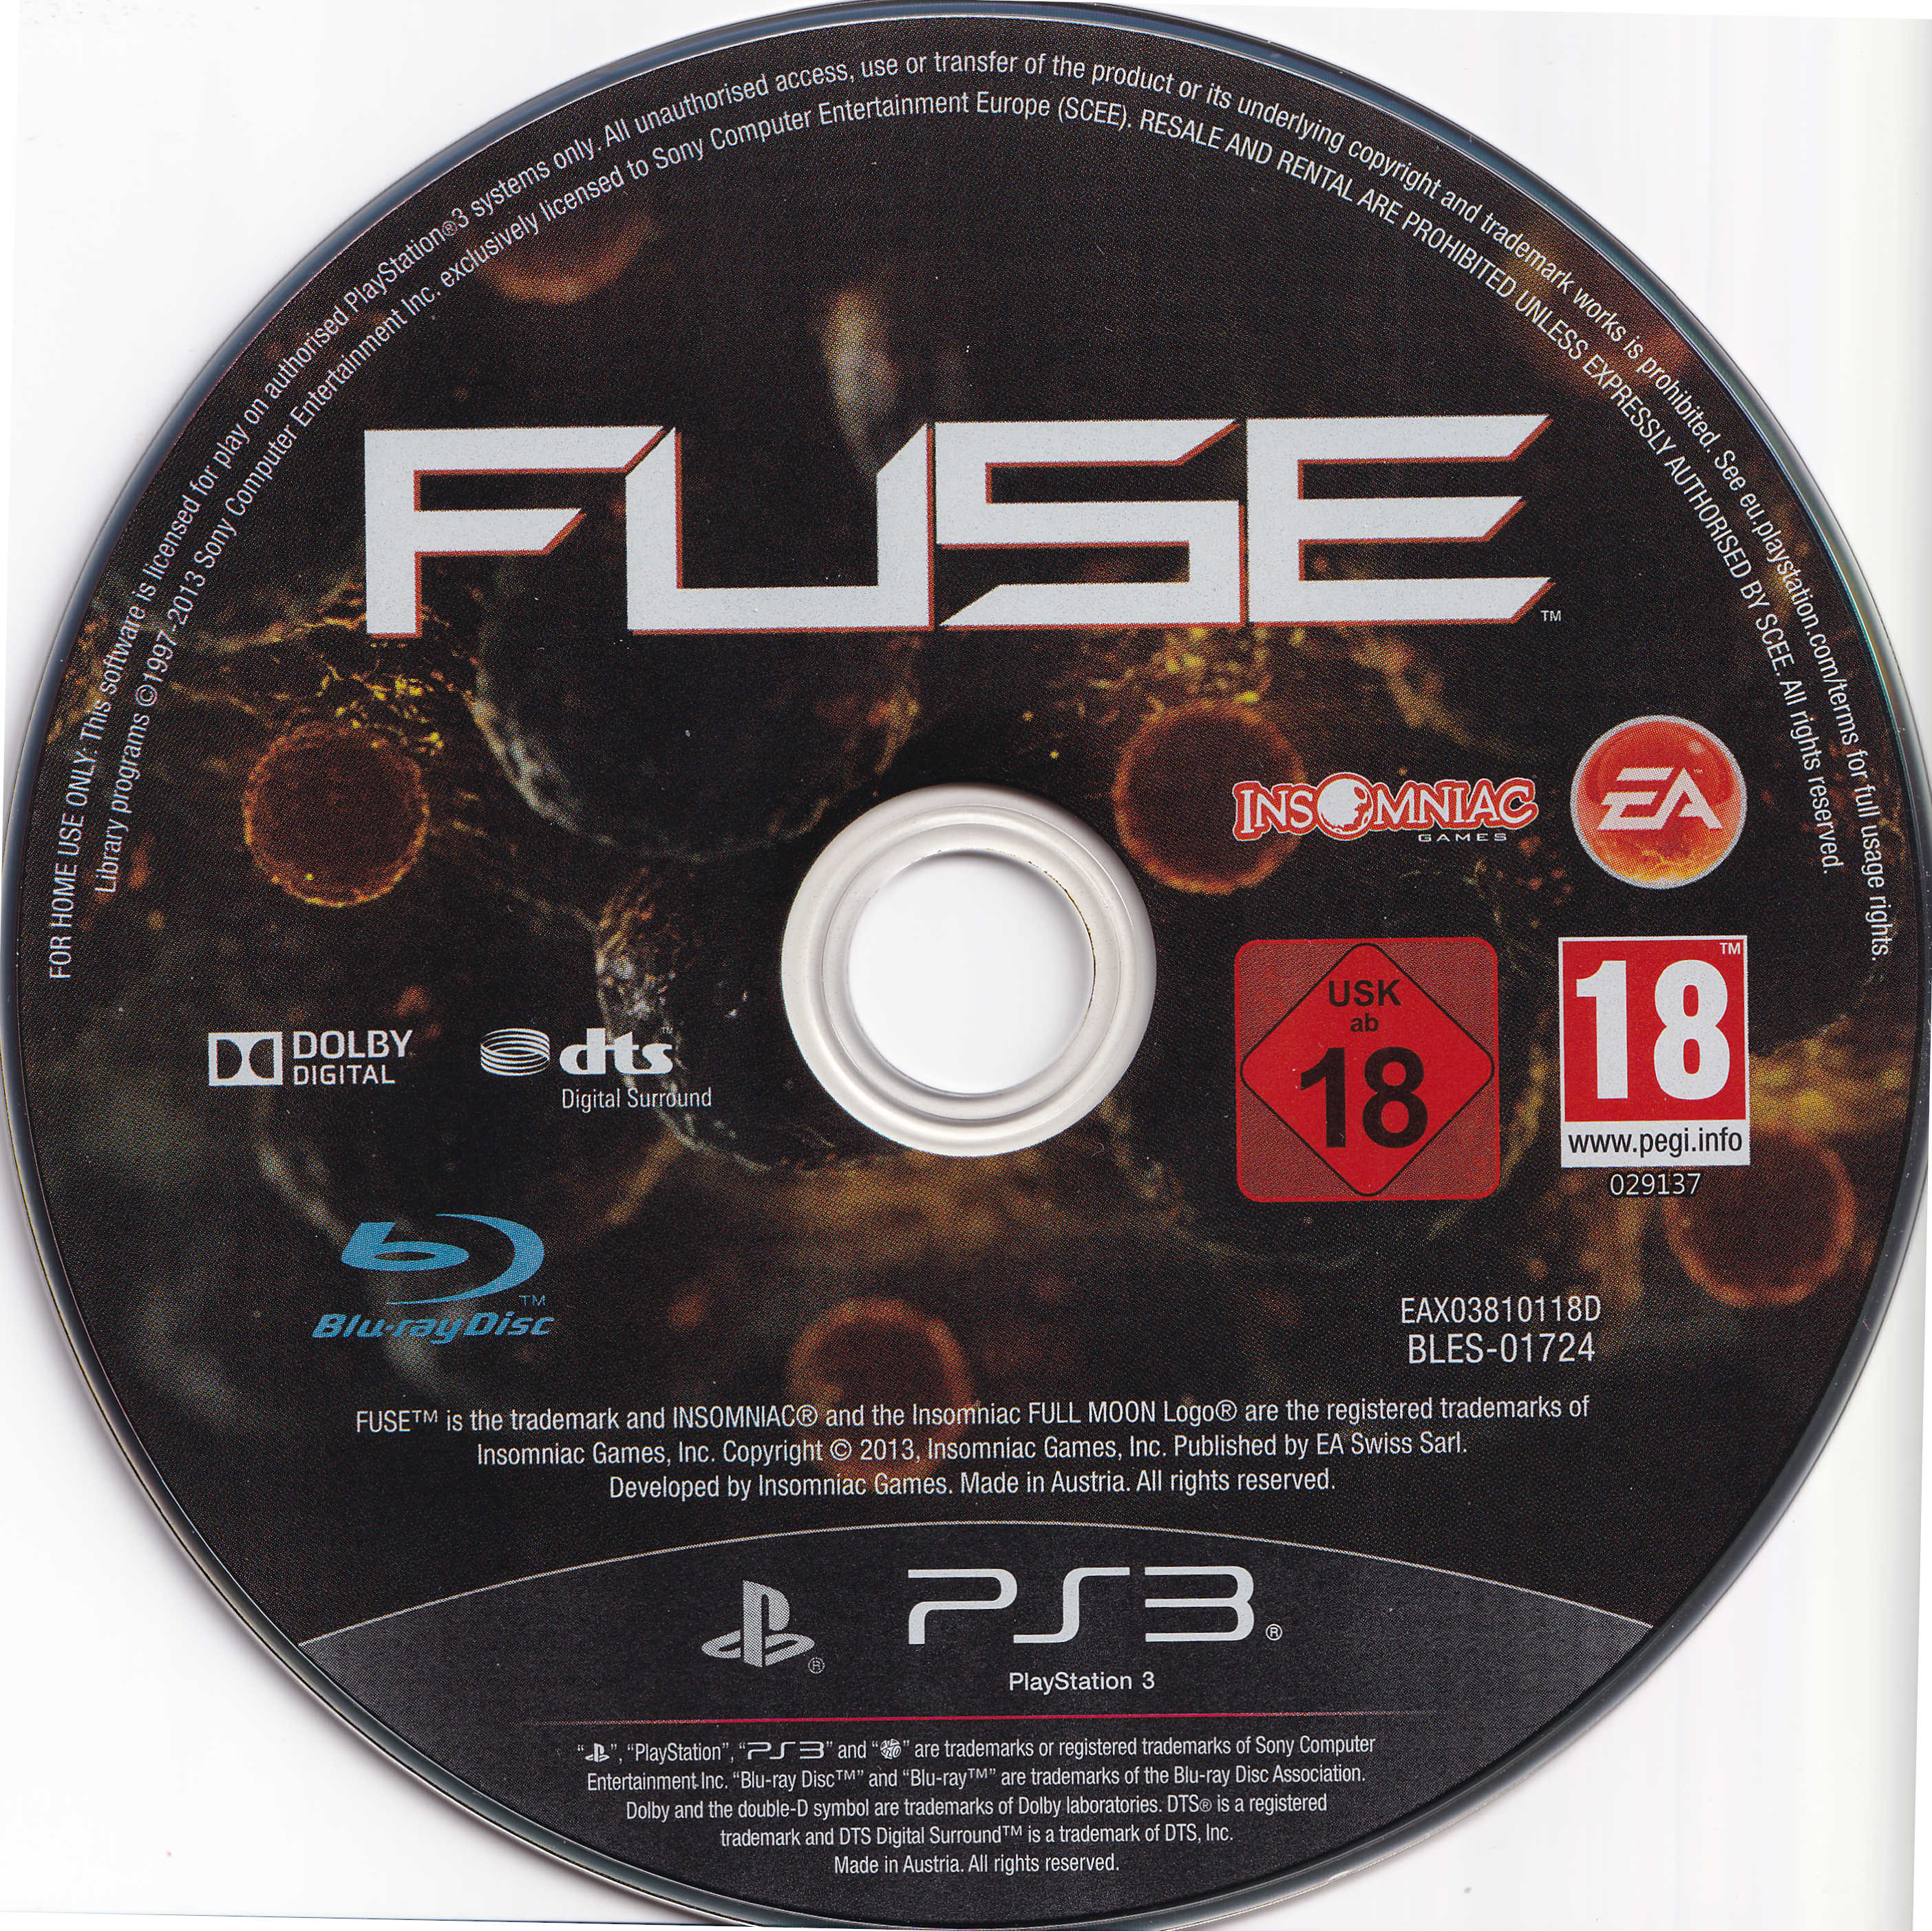 FOR HOME USE ONLY. This software is licensed for play on authorised PlayStation®3 systems only. All unauthorised access, use or transfer of the product or its underlying copyright and trademark works is prohibited. See eu.playstation.com/terms for full usage rights.
Library programs ©1997-2013 Sony Computer Entertainment Inc. exclusively licensed to Sony Computer Entertainment Europe (SCEE). RESALE AND RENTAL ARE PROHIBITED UNLESS EXPRESSLY AUTHORISED BY SCEE. All rights reserved.
FUSE™
INSOMNIAC
GAMES
EA
DOLBY
DIGITAL
dts™
Digital Surround
USK
ab
18
18™
www.pegi.info
029137
Blu-ray Disc™
EAX03810118D
BLES-01724
FUSE™ is the trademark and INSOMNIAC® and the Insomniac FULL MOON Logo® are the registered trademarks of
Insomniac Games, Inc. Copyright © 2013, Insomniac Games, Inc. Published by EA Swiss Sarl.
Developed by Insomniac Games. Made in Austria. All rights reserved.
PS3®
PlayStation 3
“ ”, “PlayStation”, “PS3” and “ ” are trademarks or registered trademarks of Sony Computer
Entertainment Inc. “Blu-ray Disc™” and “Blu-ray™” are trademarks of the Blu-ray Disc Association.
Dolby and the double-D symbol are trademarks of Dolby laboratories. DTS® is a registered
trademark and DTS Digital Surround™ is a trademark of DTS, Inc.
Made in Austria. All rights reserved.